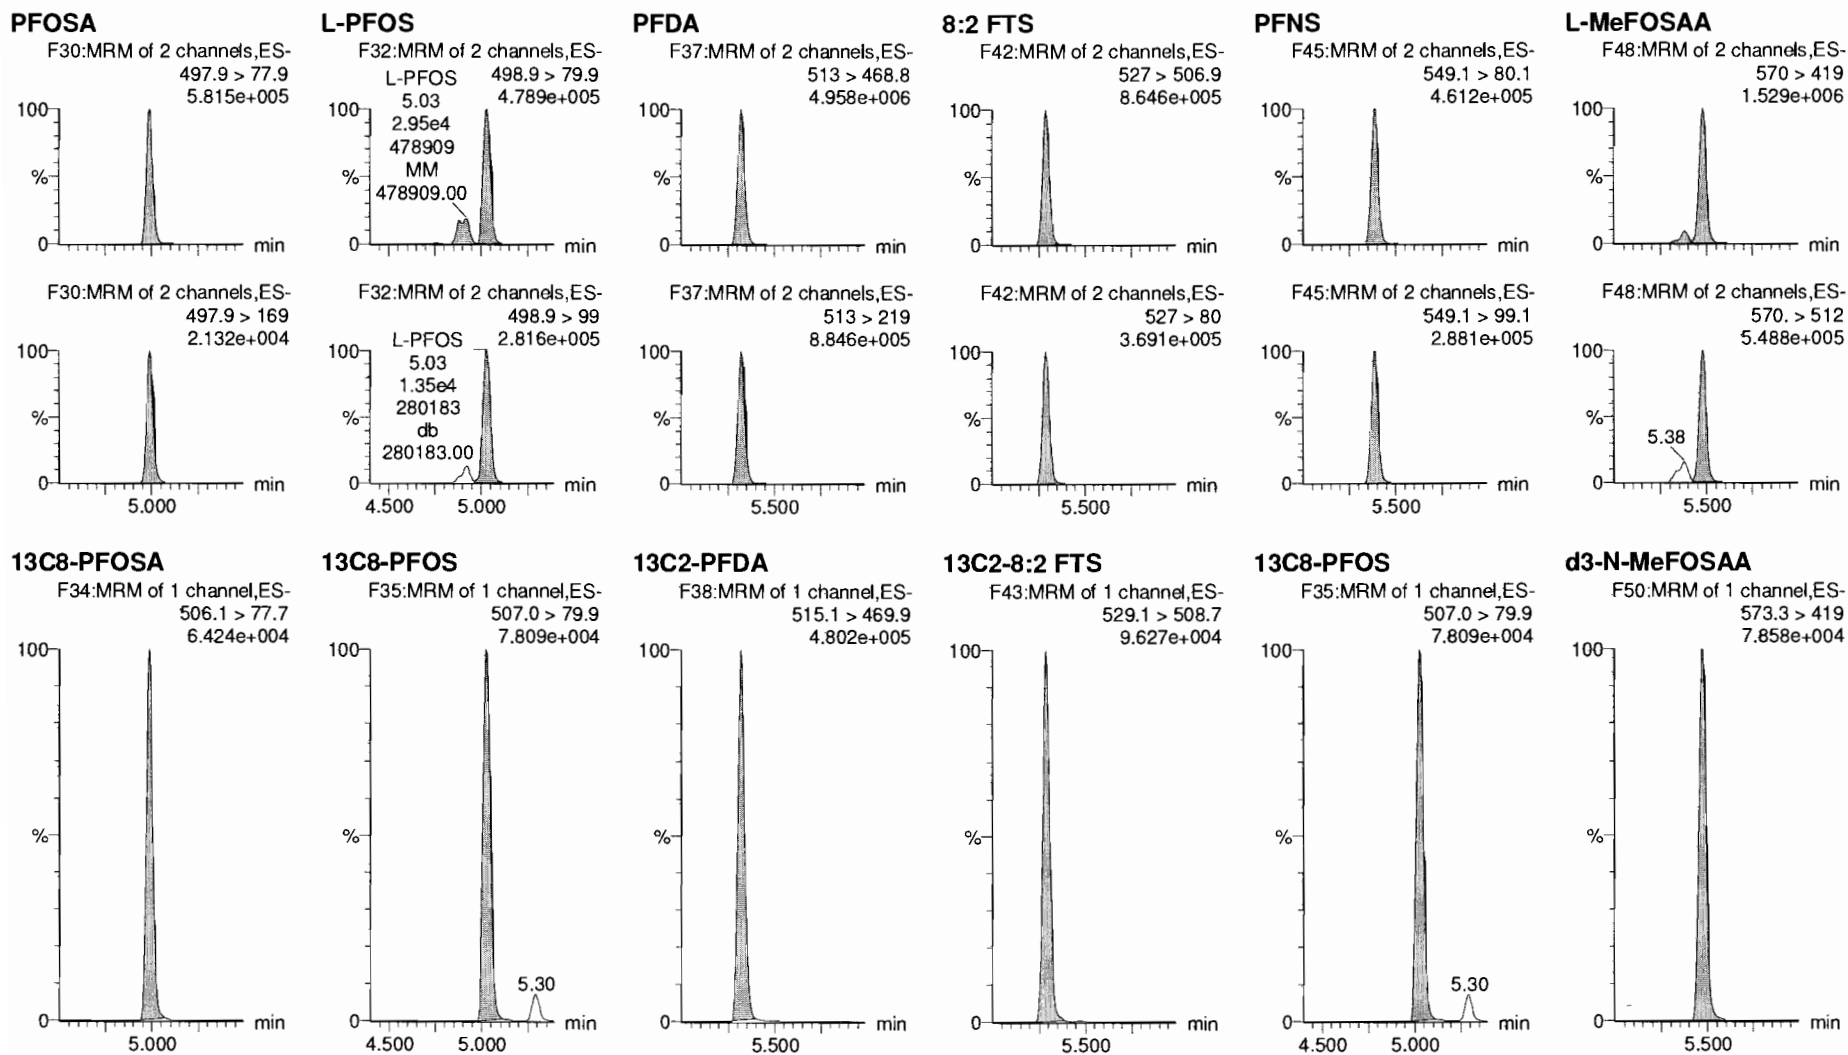 PFOSA
F30:MRM of 2 channels,ES-
497.9 > 77.9
5.815e+005
100
%
0
min
F30:MRM of 2 channels,ES-
497.9 > 169
2.132e+004
100
%
0
min
5.000
L-PFOS
F32:MRM of 2 channels,ES-
L-PFOS 498.9 > 79.9
5.03 4.789e+005
100
2.95e4
478909
MM
%
478909.00
0
min
F32:MRM of 2 channels,ES-
498.9 > 99
L-PFOS 2.816e+005
100
5.03
1.35e4
280183
%
db
280183.00
0
min
4.500 5.000
PFDA
F37:MRM of 2 channels,ES-
513 > 468.8
4.958e+006
100
%
0
min
F37:MRM of 2 channels,ES-
513 > 219
8.846e+005
100
%
0
min
5.500
8:2 FTS
F42:MRM of 2 channels,ES-
527 > 506.9
8.646e+005
100
%
0
min
F42:MRM of 2 channels,ES-
527 > 80
3.691e+005
100
%
0
min
5.500
PFNS
F45:MRM of 2 channels,ES-
549.1 > 80.1
4.612e+005
100
%
0
min
F45:MRM of 2 channels,ES-
549.1 > 99.1
2.881e+005
100
%
0
min
5.500
L-MeFOSAA
F48:MRM of 2 channels,ES-
570 > 419
1.529e+006
100
%
0
min
F48:MRM of 2 channels,ES-
570. > 512
5.488e+005
100
%
5.38
0
min
5.500
13C8-PFOSA
F34:MRM of 1 channel,ES-
506.1 > 77.7
6.424e+004
100
%
0
min
5.000
13C8-PFOS
F35:MRM of 1 channel,ES-
507.0 > 79.9
7.809e+004
100
%
5.30
0
min
4.500 5.000
13C2-PFDA
F38:MRM of 1 channel,ES-
515.1 > 469.9
4.802e+005
100
%
0
min
5.500
13C2-8:2 FTS
F43:MRM of 1 channel,ES-
529.1 > 508.7
9.627e+004
100
%
0
min
5.500
13C8-PFOS
F35:MRM of 1 channel,ES-
507.0 > 79.9
7.809e+004
100
%
5.30
0
min
4.500 5.000
d3-N-MeFOSAA
F50:MRM of 1 channel,ES-
573.3 > 419
7.858e+004
100
%
0
min
5.500